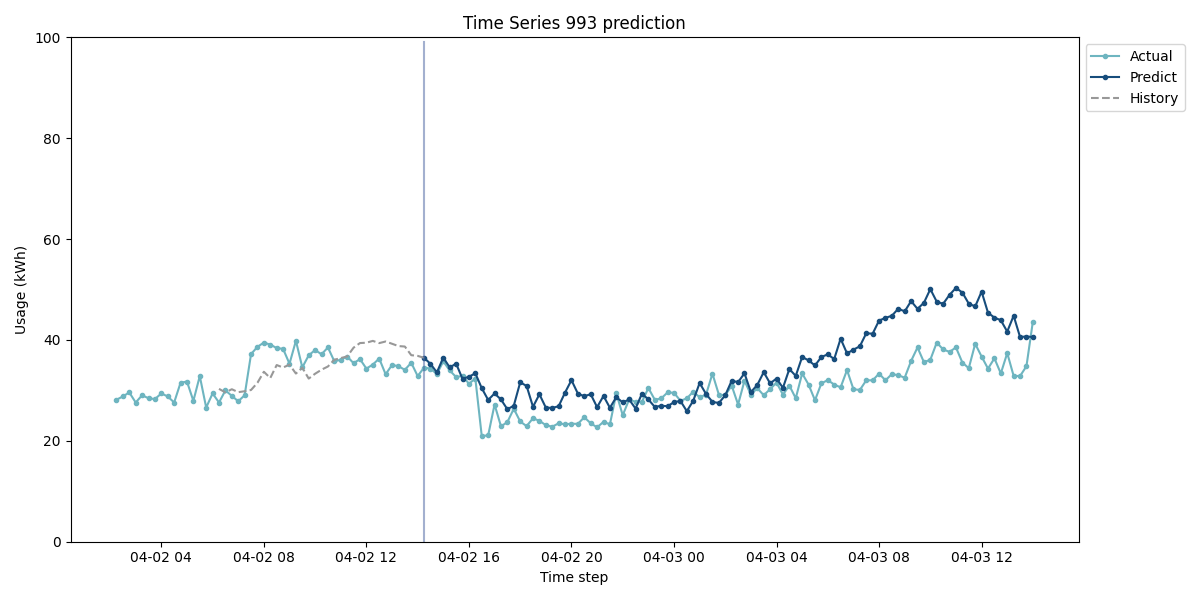 Time Series 993 prediction
100
80
60
40
20
0
Usage (kWh)
04-02 04 04-02 08 04-02 12 04-02 16 04-02 20 04-03 00 04-03 04 04-03 08 04-03 12
Time step
Actual
Predict
History